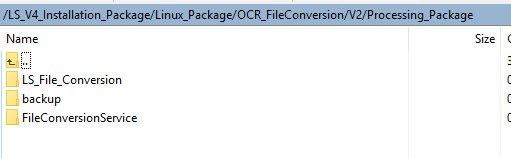 /LS_V4_Installation_Package/Linux_Package/OCR_FileConversion/V2/Processing_Package
Name Size
..
LS_File_Conversion
backup
FileConversionService